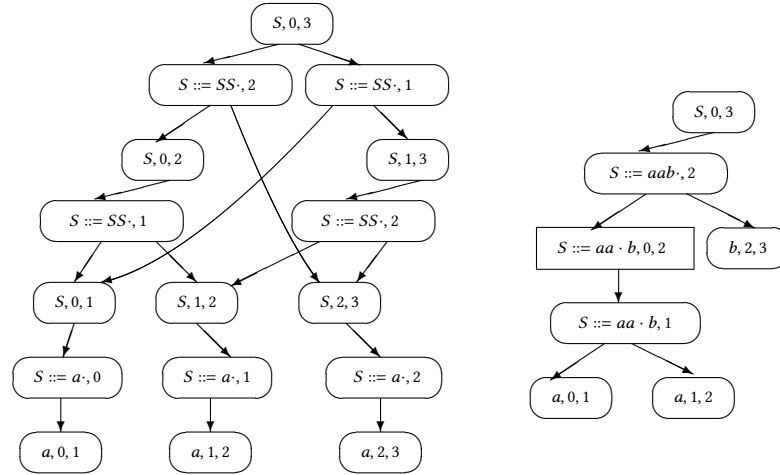 S, 0, 3
S ::= SS·, 2
S ::= SS·, 1
S, 0, 2
S, 1, 3
S ::= SS·, 1
S ::= SS·, 2
S, 0, 1
S, 1, 2
S, 2, 3
S ::= a·, 0
S ::= a·, 1
S ::= a·, 2
a, 0, 1
a, 1, 2
a, 2, 3
S, 0, 3
S ::= aab·, 2
S ::= aa · b, 0, 2
b, 2, 3
S ::= aa · b, 1
a, 0, 1
a, 1, 2